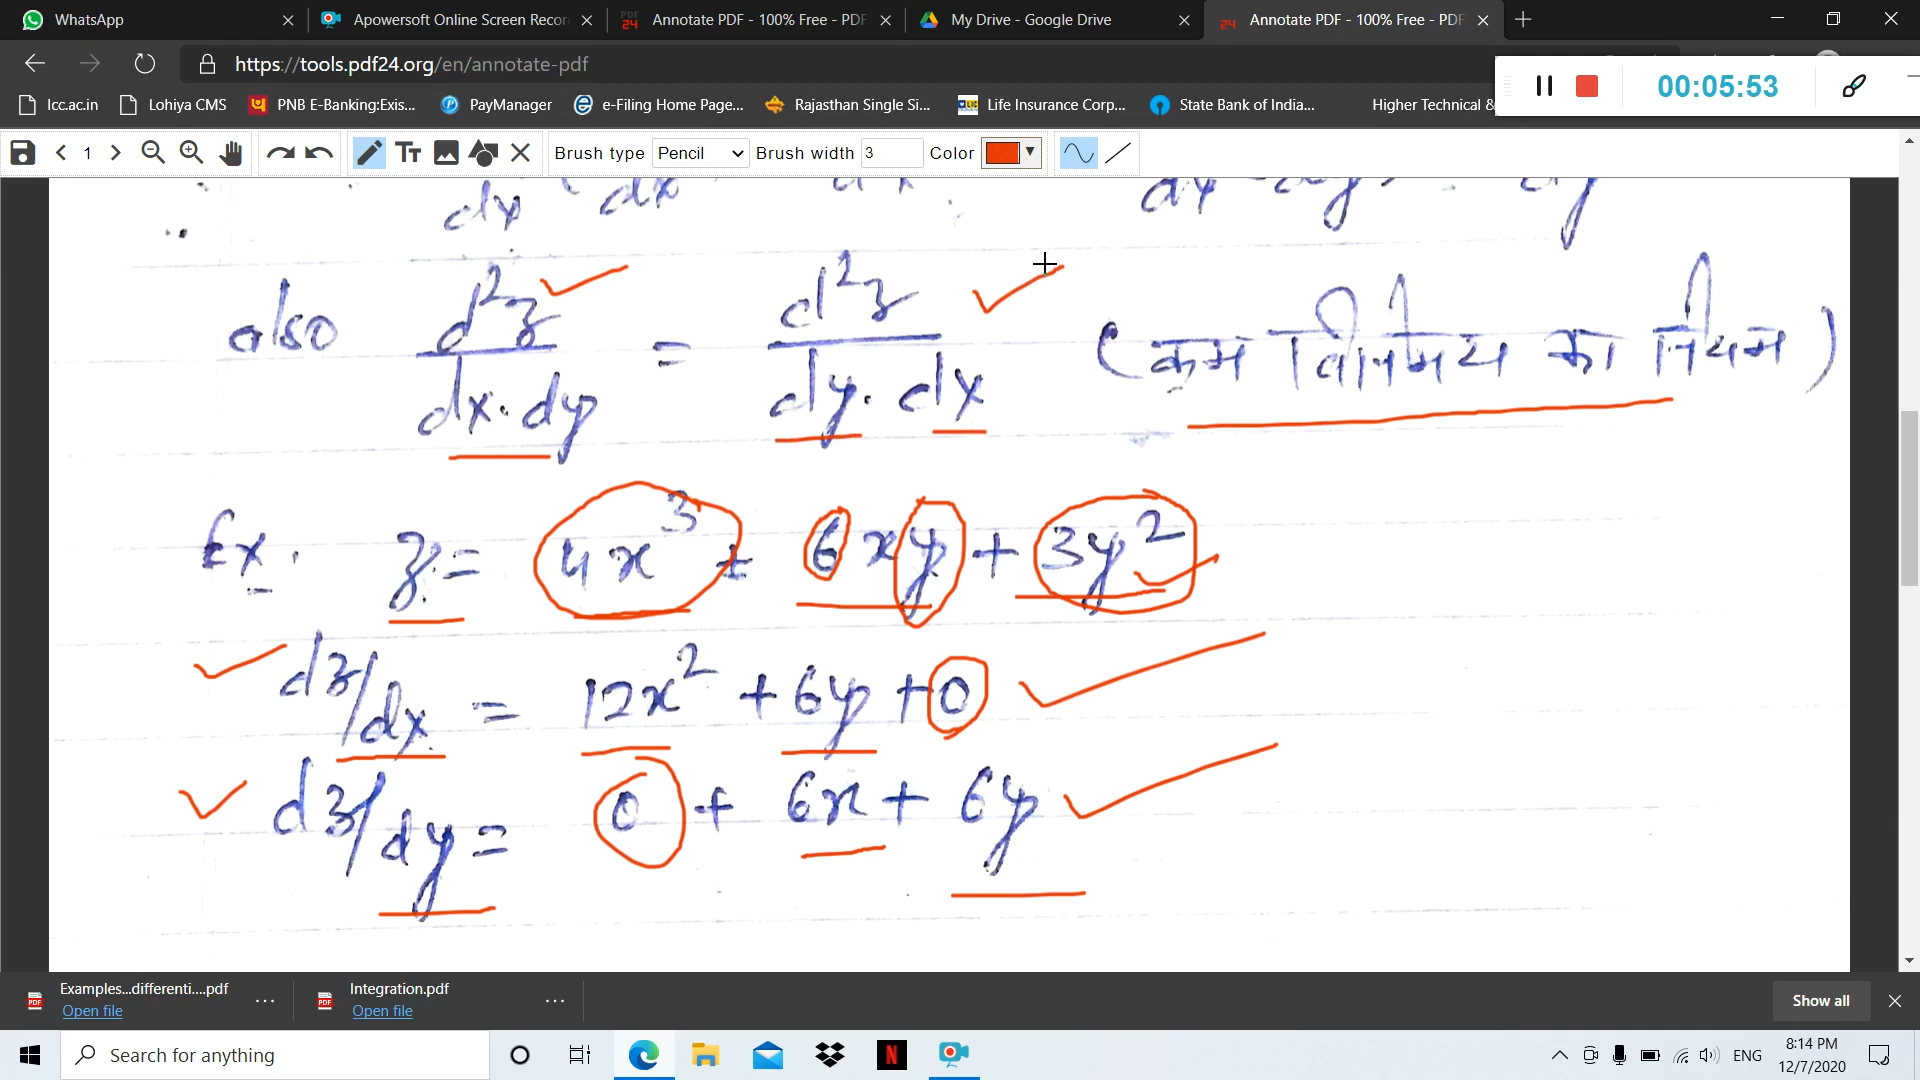 WhatsApp
Apowersoft Online Screen Recor
Annotate PDF - 100% Free - PDF
My Drive - Google Drive
Annotate PDF - 100% Free - PDF
https://tools.pdf24.org/en/annotate-pdf
00:05:53
lcc.ac.in
Lohiya CMS
PNB E-Banking:Exis...
PayManager
e-Filing Home Page...
Rajasthan Single Si...
Life Insurance Corp...
State Bank of India...
Higher Technical &
1
Brush type Pencil
Brush width 3
Color
also d²z/dx·dy = d²z/dy·dx (क्रम विनिमय का नियम)
Ex. z = 4x³ + 6xy + 3y²
dz/dx = 12x² + 6y + 0
dz/dy = 0 + 6x + 6y
Examples...differenti....pdf
Open file
Integration.pdf
Open file
Show all
Search for anything
ENG
8:14 PM
12/7/2020